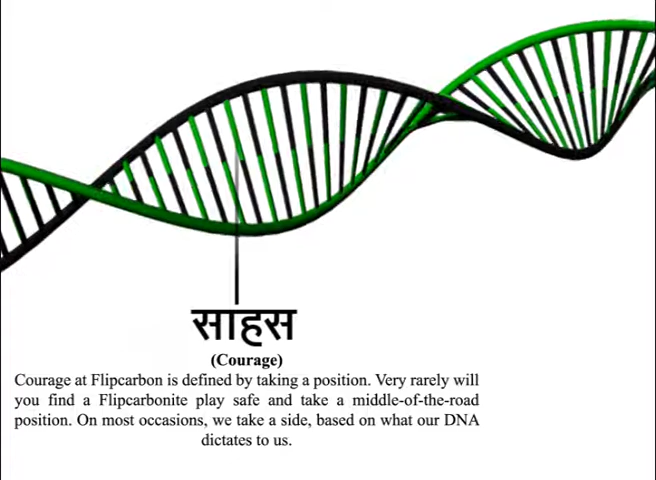 साहस
(Courage)
Courage at Flipcarbon is defined by taking a position. Very rarely will
you find a Flipcarbonite play safe and take a middle-of-the-road
position. On most occasions, we take a side, based on what our DNA
dictates to us.